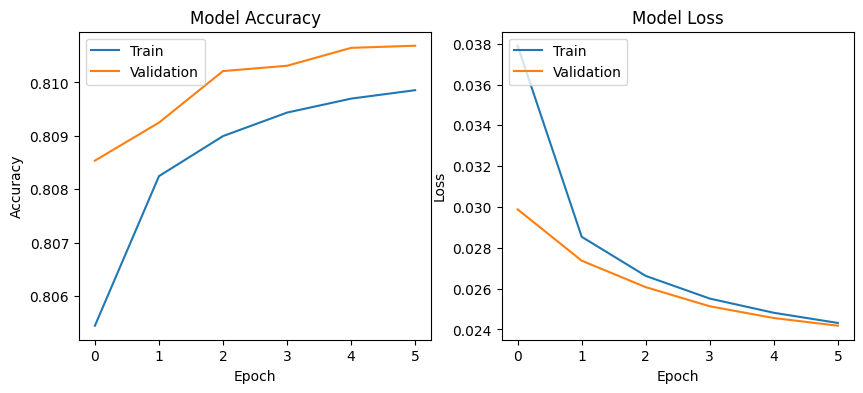 Model Accuracy
Train
Validation
0.810
0.809
0.808
0.807
0.806
Accuracy
0 1 2 3 4 5
Epoch
Model Loss
Train
Validation
0.038
0.036
0.034
0.032
0.030
0.028
0.026
0.024
Loss
0 1 2 3 4 5
Epoch